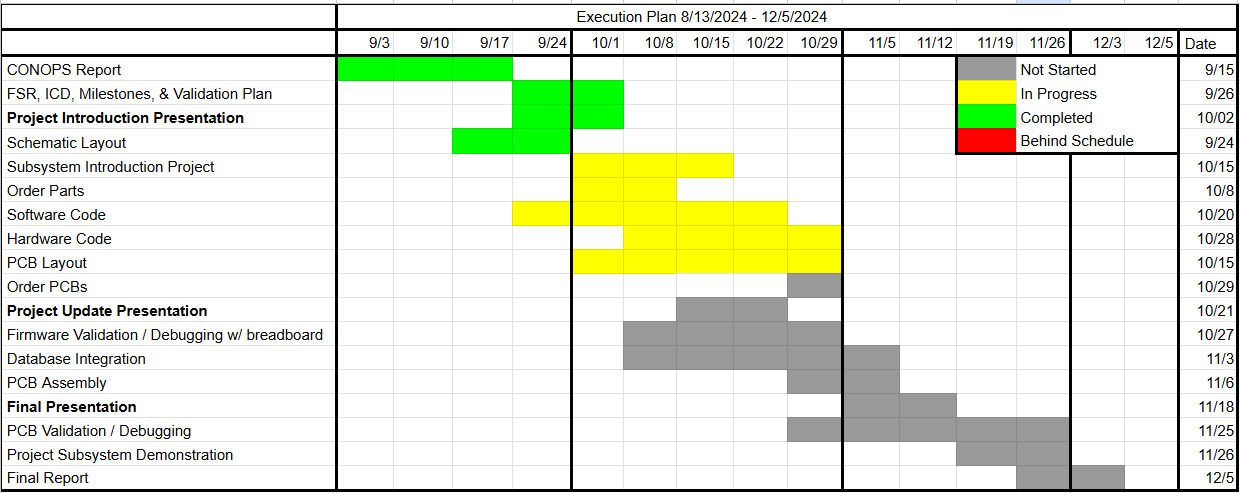 Execution Plan 8/13/2024 - 12/5/2024
9/3 9/10 9/17 9/24 10/1 10/8 10/15 10/22 10/29 11/5 11/12 11/19 11/26 12/3 12/5 Date
CONOPS Report Not Started 9/15
FSR, ICD, Milestones, & Validation Plan In Progress 9/26
Project Introduction Presentation Completed 10/02
Schematic Layout Behind Schedule 9/24
Subsystem Introduction Project 10/15
Order Parts 10/8
Software Code 10/20
Hardware Code 10/28
PCB Layout 10/15
Order PCBs 10/29
Project Update Presentation 10/21
Firmware Validation / Debugging w/ breadboard 10/27
Database Integration 11/3
PCB Assembly 11/6
Final Presentation 11/18
PCB Validation / Debugging 11/25
Project Subsystem Demonstration 11/26
Final Report 12/5